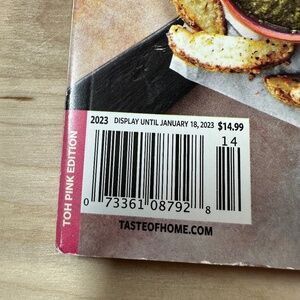 2023 DISPLAY UNTIL JANUARY 18, 2023 $14.99
14
0 73361 08792 8
TASTEOFHOME.COM
TOH PINK EDITION